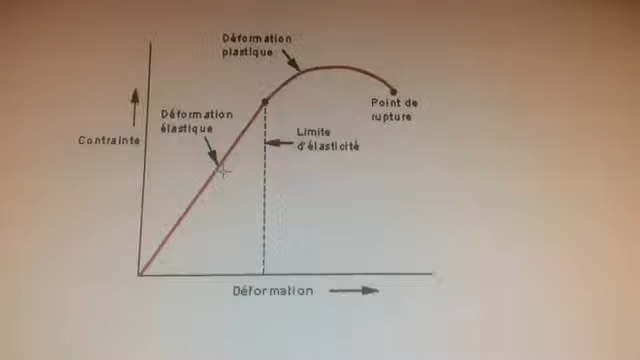 Déformation
plastique
Déformation
élastique
Point de
rupture
Contrainte
Limite
d'élasticité
Déformation